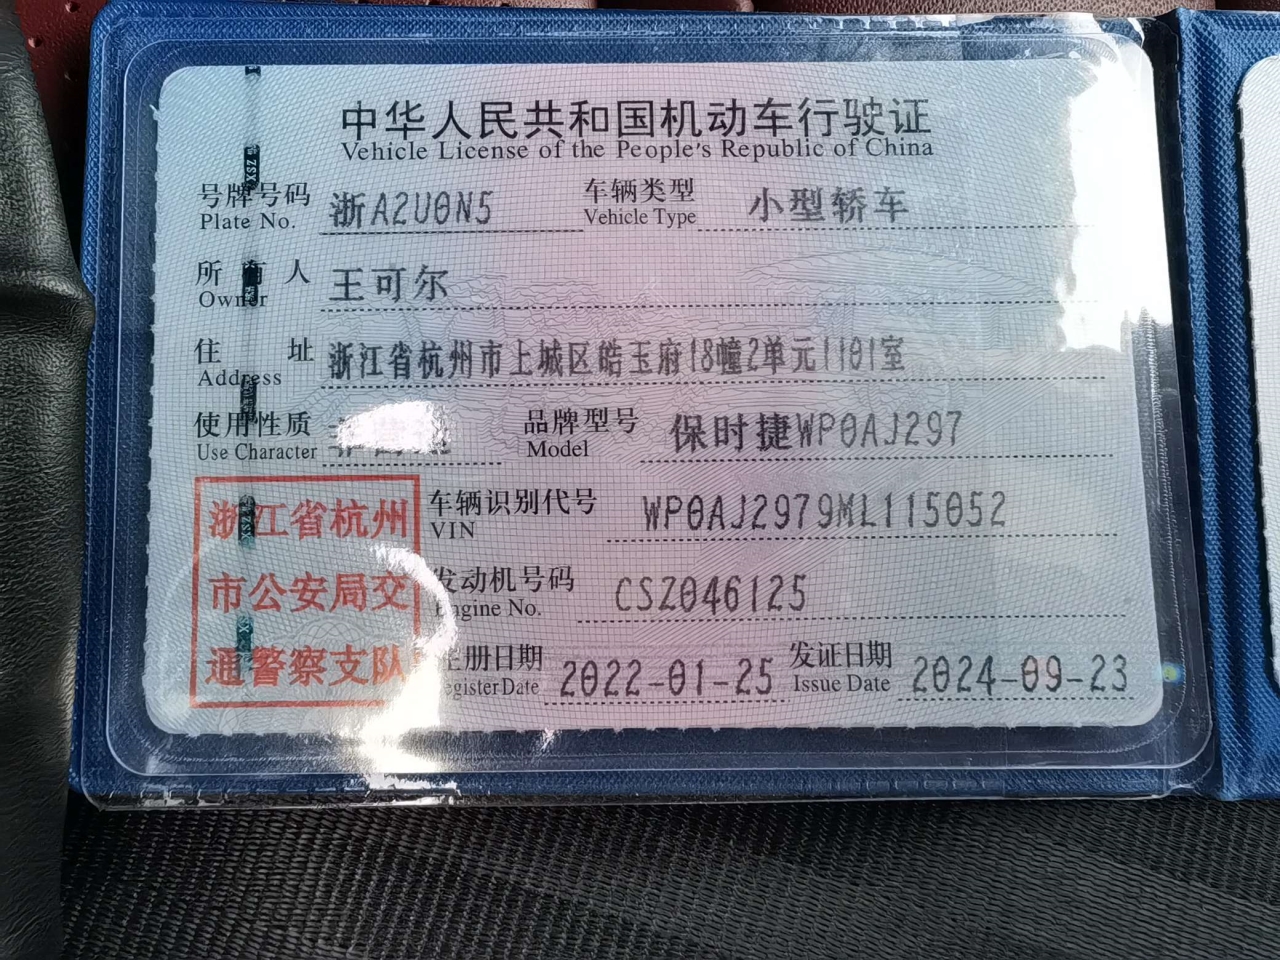 中华人民共和国机动车行驶证
Vehicle License of the People's Republic of China
号牌号码 浙A2U0N5 车辆类型 小型轿车
Plate No. Vehicle Type
所有人 王可尔
Owner
住址 浙江省杭州市上城区皓玉府18幢2单元1101室
Address
使用性质 品牌型号 保时捷WP0AJ297
Use Character Model
浙江省杭州 车辆识别代号 WP0AJ2979ML115052
VIN
市公安局交 发动机号码 CSZ046125
Engine No.
通警察支队 注册日期 2022-01-25 发证日期 2024-09-23
Register Date Issue Date